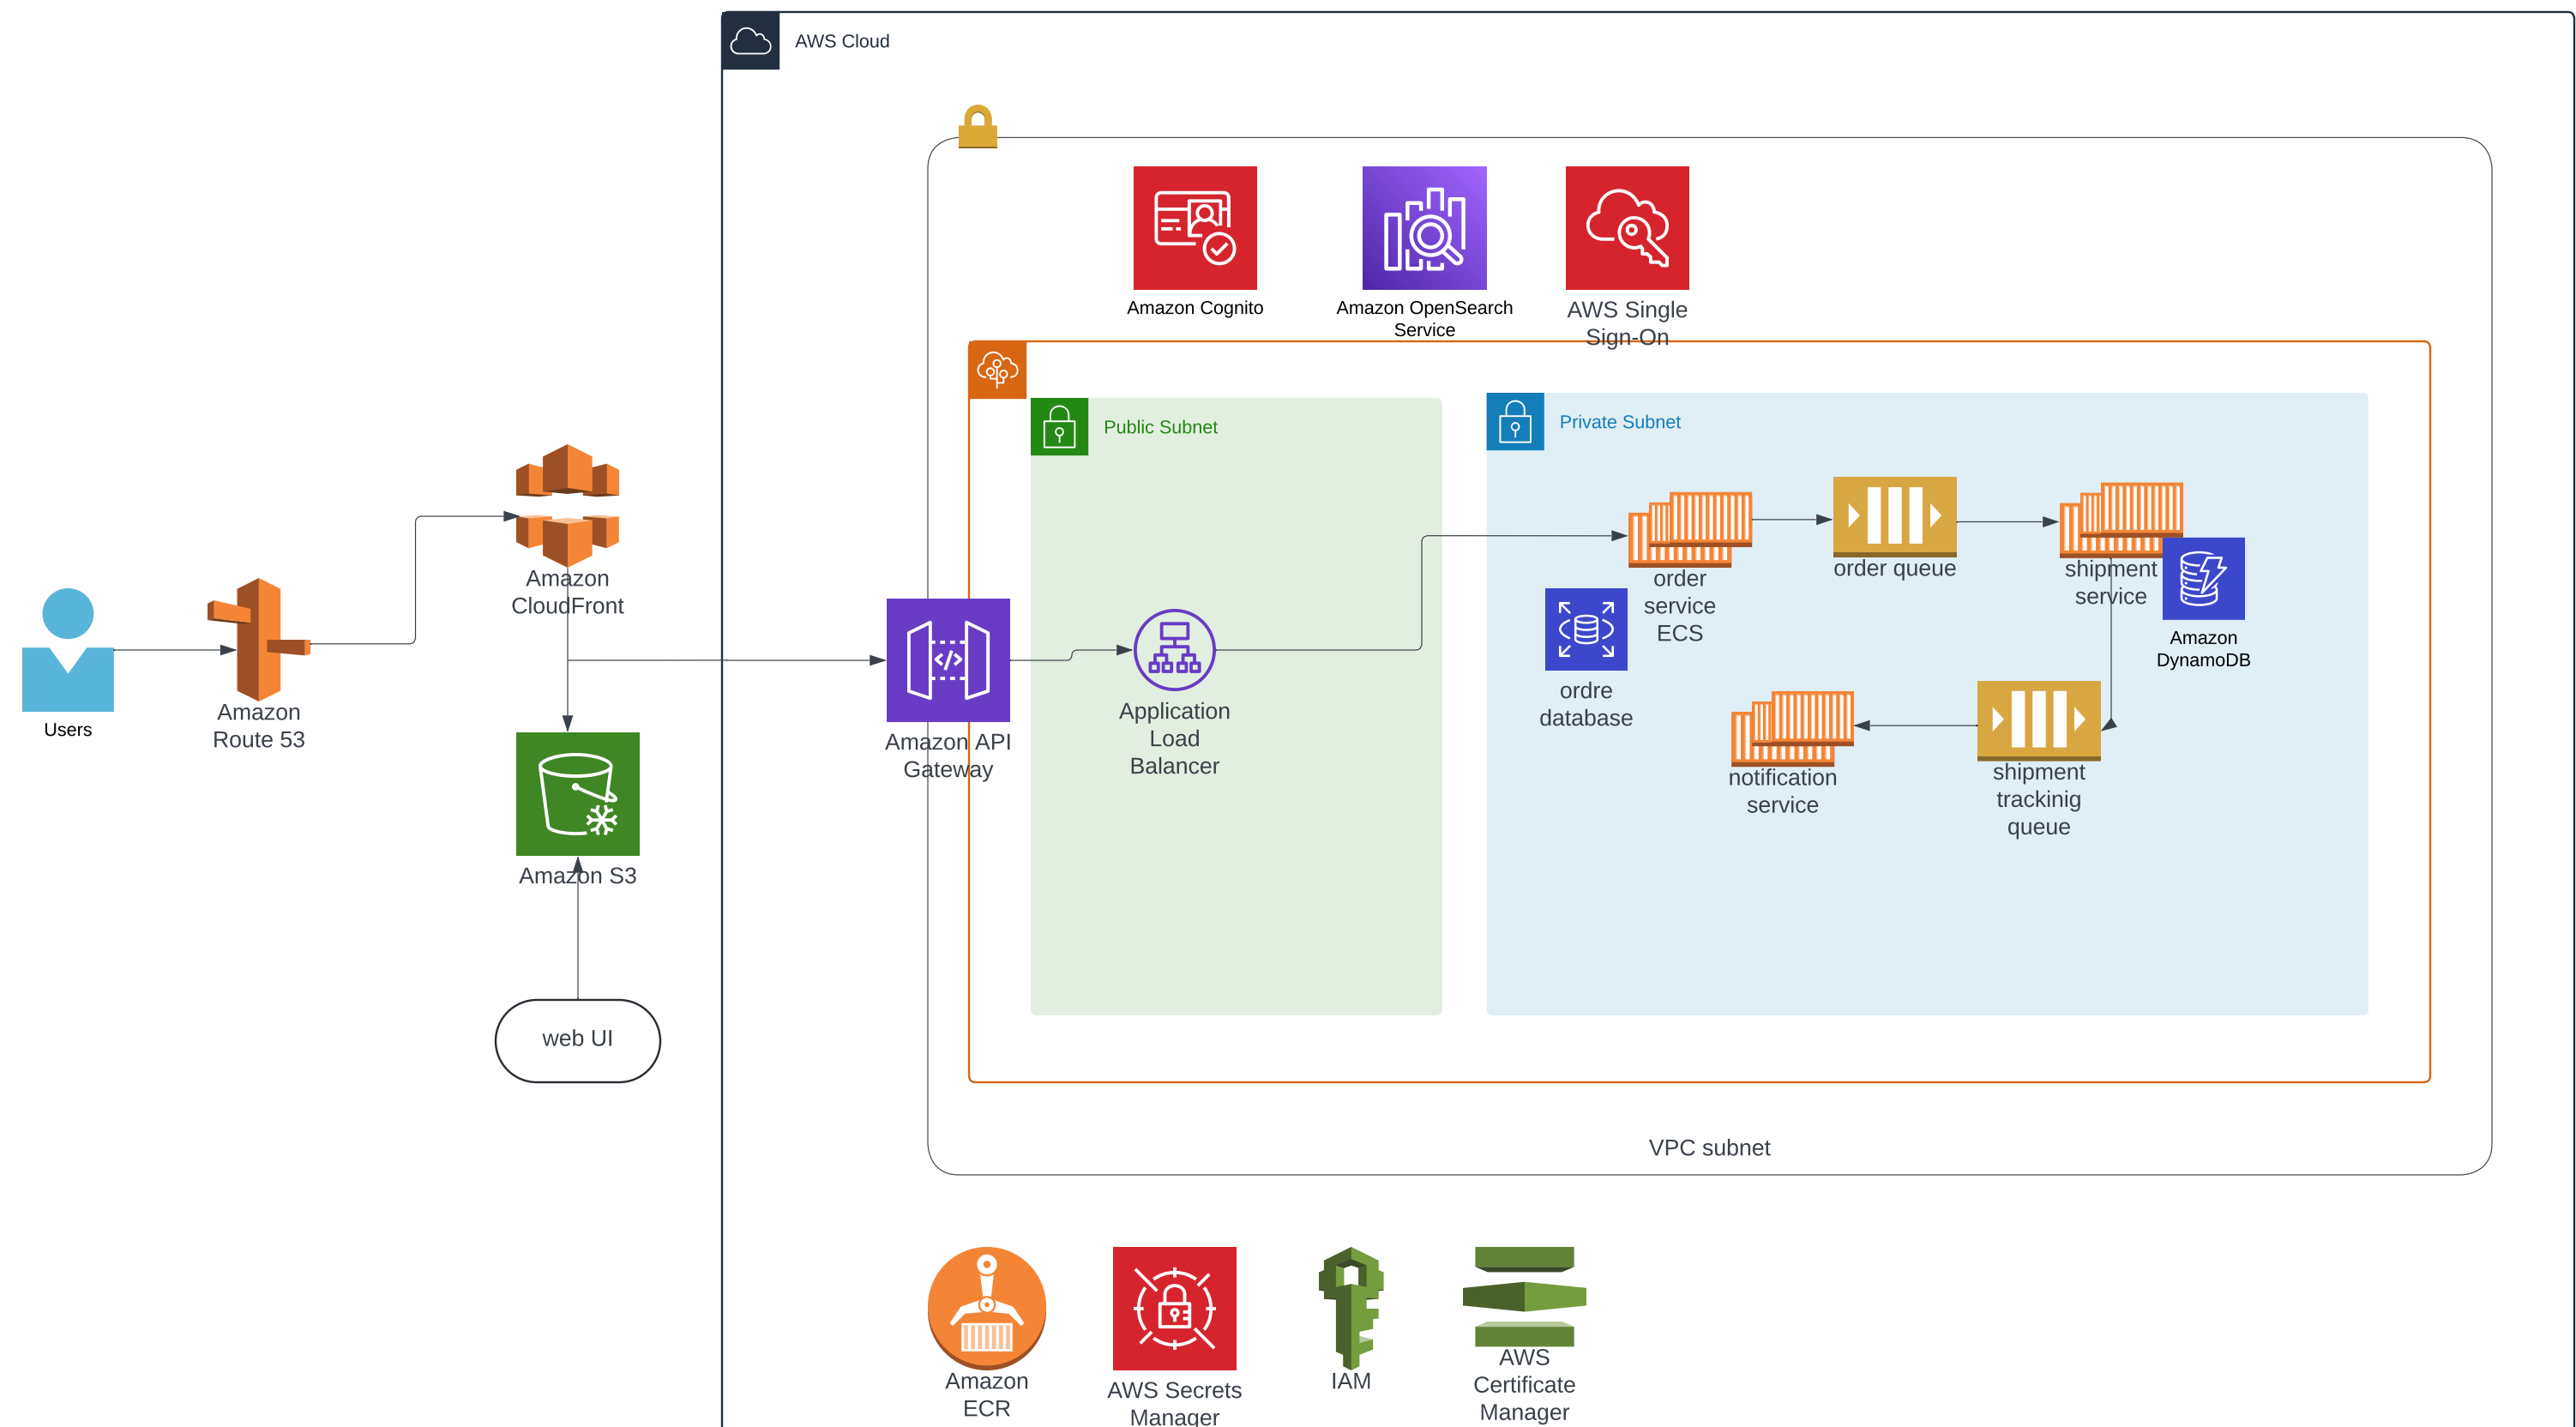 AWS Cloud
Amazon Cognito
Amazon OpenSearch
Service
AWS Single
Sign-On
Public Subnet
Private Subnet
Amazon
CloudFront
order
service
ECS
order queue
shipment
service
Amazon
DynamoDB
Users
Amazon
Route 53
Amazon API
Gateway
Application
Load
Balancer
ordre
database
notification
service
shipment
trackinig
queue
Amazon S3
web UI
VPC subnet
Amazon
ECR
AWS Secrets
Manager
IAM
AWS
Certificate
Manager